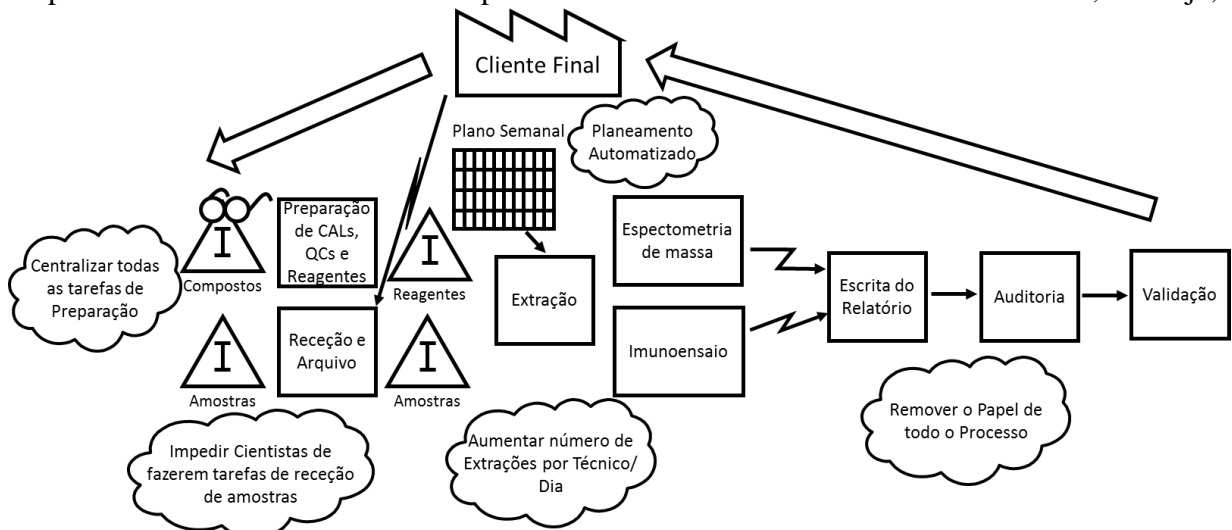 Cliente Final
Plano Semanal
Planeamento
Automatizado
Centralizar todas
as tarefas de
Preparação
I
Compostos
Preparação
de CALs,
QCs e
Reagentes
I
Reagentes
Extração
Espectometria
de massa
Escrita do
Relatório
Auditoria
Validação
I
Amostras
Receção e
Arquivo
I
Amostras
Imunoensaio
Impedir Cientistas de
fazerem tarefas de receção
de amostras
Aumentar número de
Extrações por Técnico/
Dia
Remover o Papel de
todo o Processo